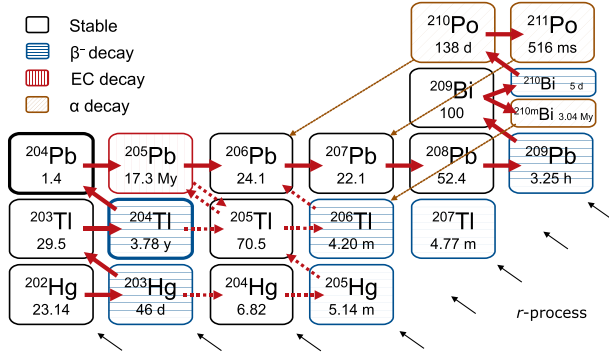 Stable
β⁻ decay
EC decay
α decay
²¹⁰Po
138 d
²¹¹Po
516 ms
²⁰⁹Bi
100
²¹⁰Bi 5 d
²¹⁰ᵐBi 3.04 My
²⁰⁴Pb
1.4
²⁰⁵Pb
17.3 My
²⁰⁶Pb
24.1
²⁰⁷Pb
22.1
²⁰⁸Pb
52.4
²⁰⁹Pb
3.25 h
²⁰³Tl
29.5
²⁰⁴Tl
3.78 y
²⁰⁵Tl
70.5
²⁰⁶Tl
4.20 m
²⁰⁷Tl
4.77 m
²⁰²Hg
23.14
²⁰³Hg
46 d
²⁰⁴Hg
6.82
²⁰⁵Hg
5.14 m
r-process